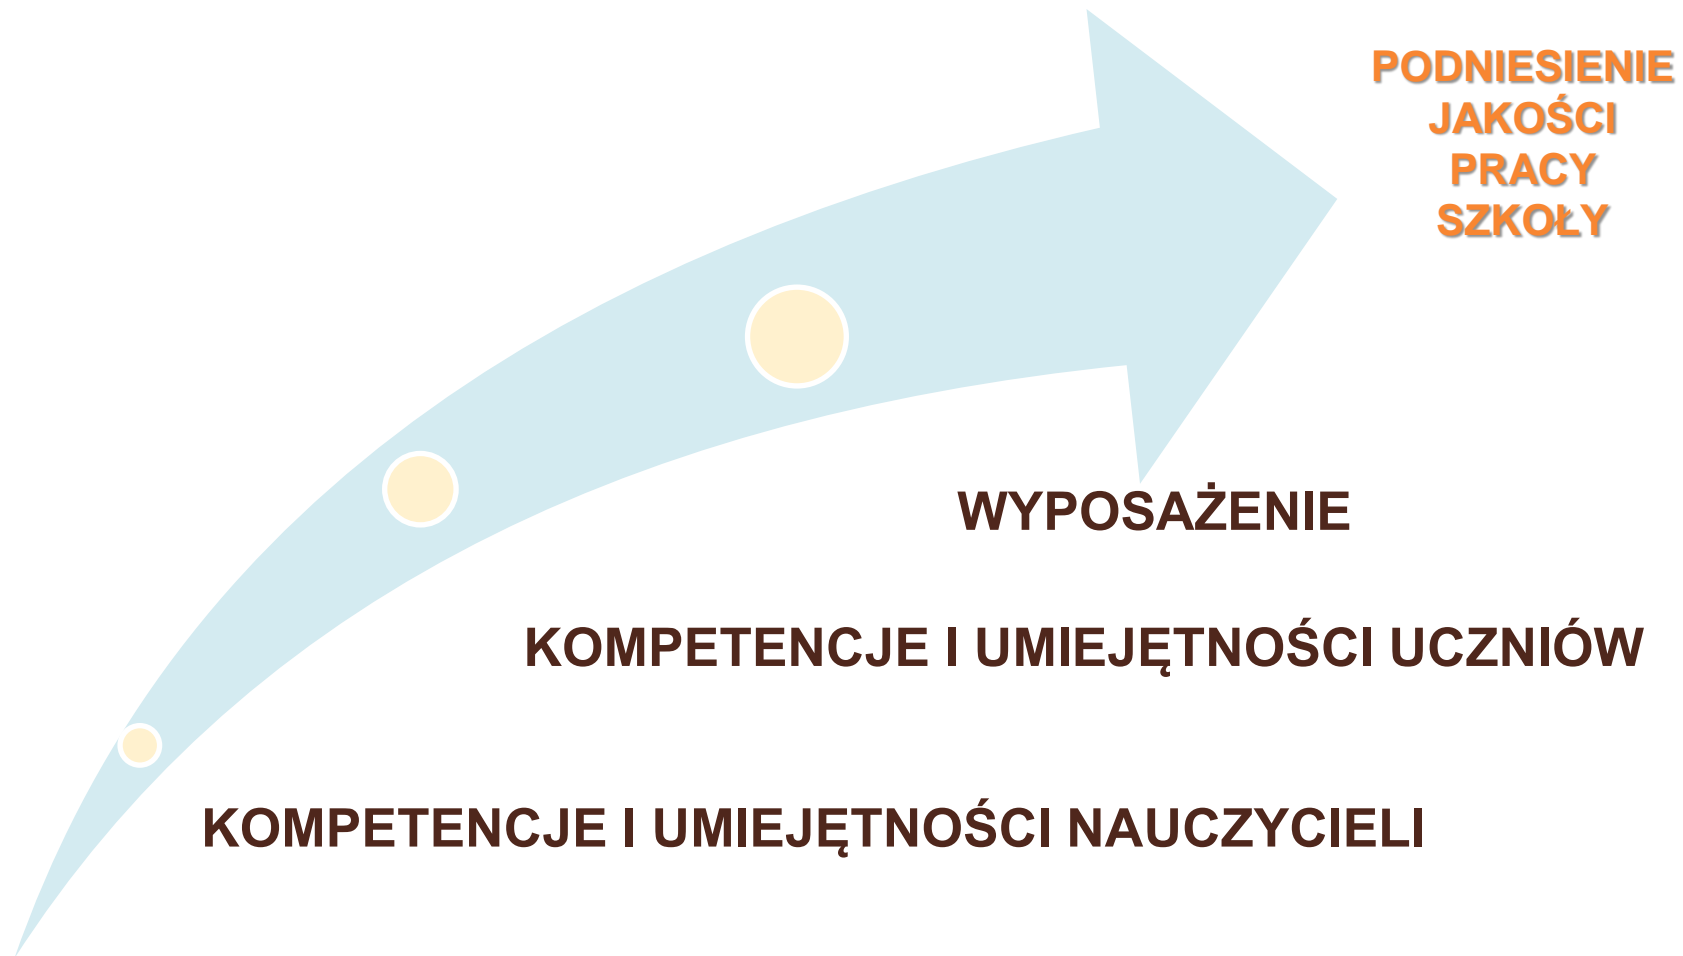 PODNIESIENIE
JAKOŚCI
PRACY
SZKOŁY
WYPOSAŻENIE
KOMPETENCJE I UMIEJĘTNOŚCI UCZNIÓW
KOMPETENCJE I UMIEJĘTNOŚCI NAUCZYCIELI